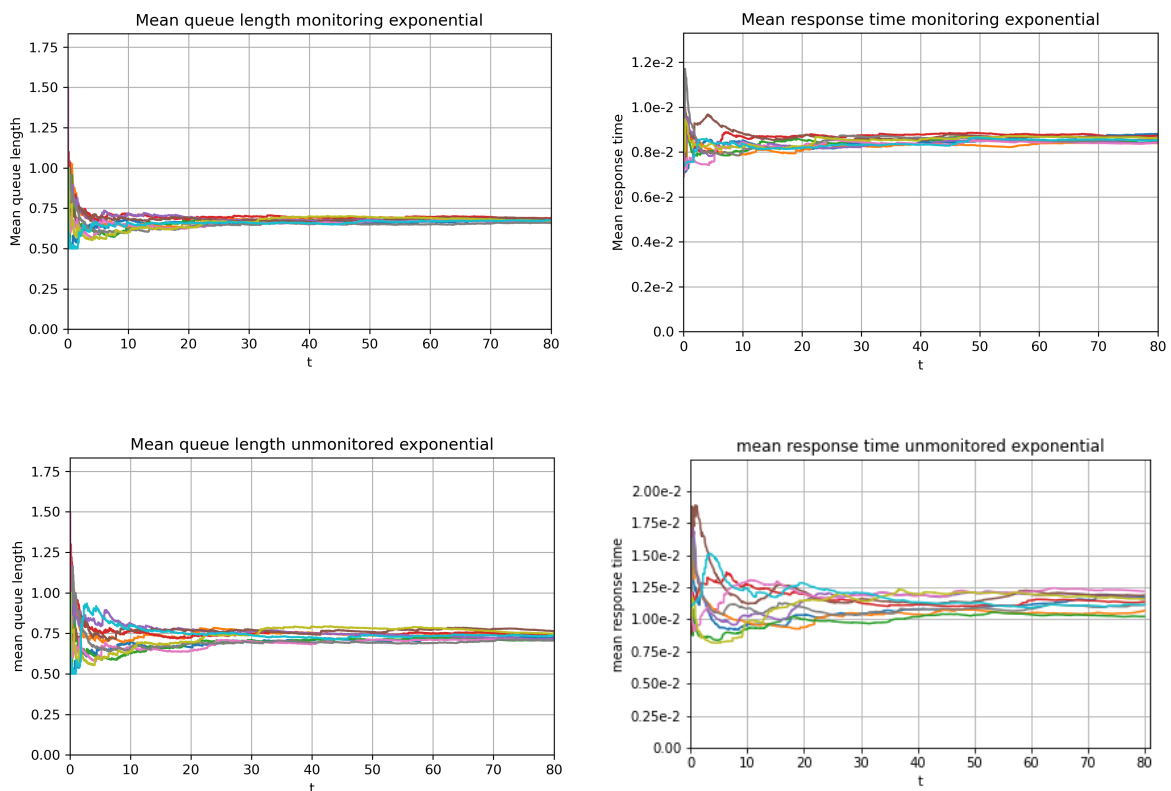 Mean queue length monitoring exponential
Mean queue length
1.75
1.50
1.25
1.00
0.75
0.50
0.25
0.00
0 10 20 30 40 50 60 70 80
t
Mean response time monitoring exponential
Mean response time
1.2e-2
1.0e-2
0.8e-2
0.6e-2
0.4e-2
0.2e-2
0.0
0 10 20 30 40 50 60 70 80
t
Mean queue length unmonitored exponential
mean queue length
1.75
1.50
1.25
1.00
0.75
0.50
0.25
0.00
0 10 20 30 40 50 60 70 80
t
mean response time unmonitored exponential
mean response time
2.00e-2
1.75e-2
1.50e-2
1.25e-2
1.00e-2
0.75e-2
0.50e-2
0.25e-2
0.00
0 10 20 30 40 50 60 70 80
t